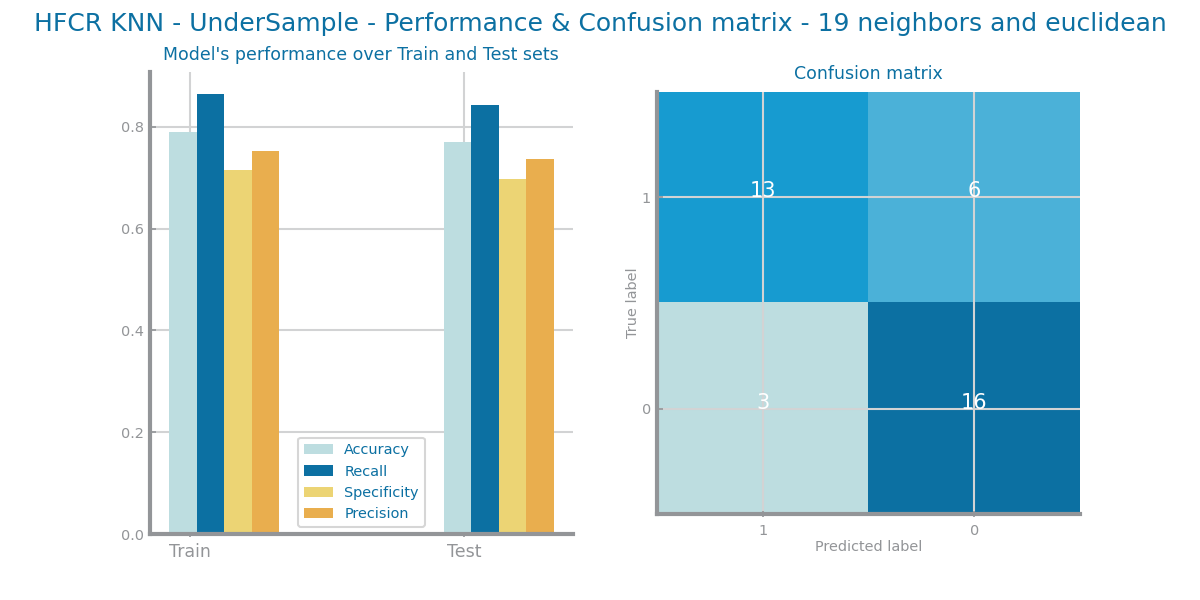 HFCR KNN - UnderSample - Performance & Confusion matrix - 19 neighbors and euclidean
Model's performance over Train and Test sets
0.8
0.6
0.4
0.2
0.0
Train
Test
Accuracy
Recall
Specificity
Precision
Confusion matrix
True label
1
0
13
6
3
16
1
0
Predicted label